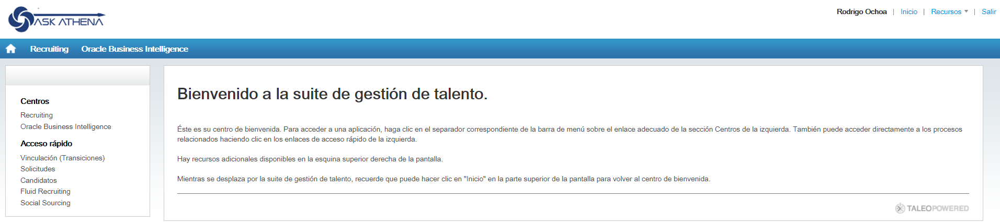 ASK ATHENA
Rodrigo Ochoa | Inicio | Recursos | Salir
Recruiting Oracle Business Intelligence
Centros
Recruiting
Oracle Business Intelligence
Acceso rápido
Vinculación (Transiciones)
Solicitudes
Candidatos
Fluid Recruiting
Social Sourcing
Bienvenido a la suite de gestión de talento.
Éste es su centro de bienvenida. Para acceder a una aplicación, haga clic en el separador correspondiente de la barra de menú sobre el enlace adecuado de la sección Centros de la izquierda. También puede acceder directamente a los procesos
relacionados haciendo clic en los enlaces de acceso rápido de la izquierda.
Hay recursos adicionales disponibles en la esquina superior derecha de la pantalla.
Mientras se desplaza por la suite de gestión de talento, recuerde que puede hacer clic en "Inicio" en la parte superior de la pantalla para volver al centro de bienvenida.
TALEOPOWERED